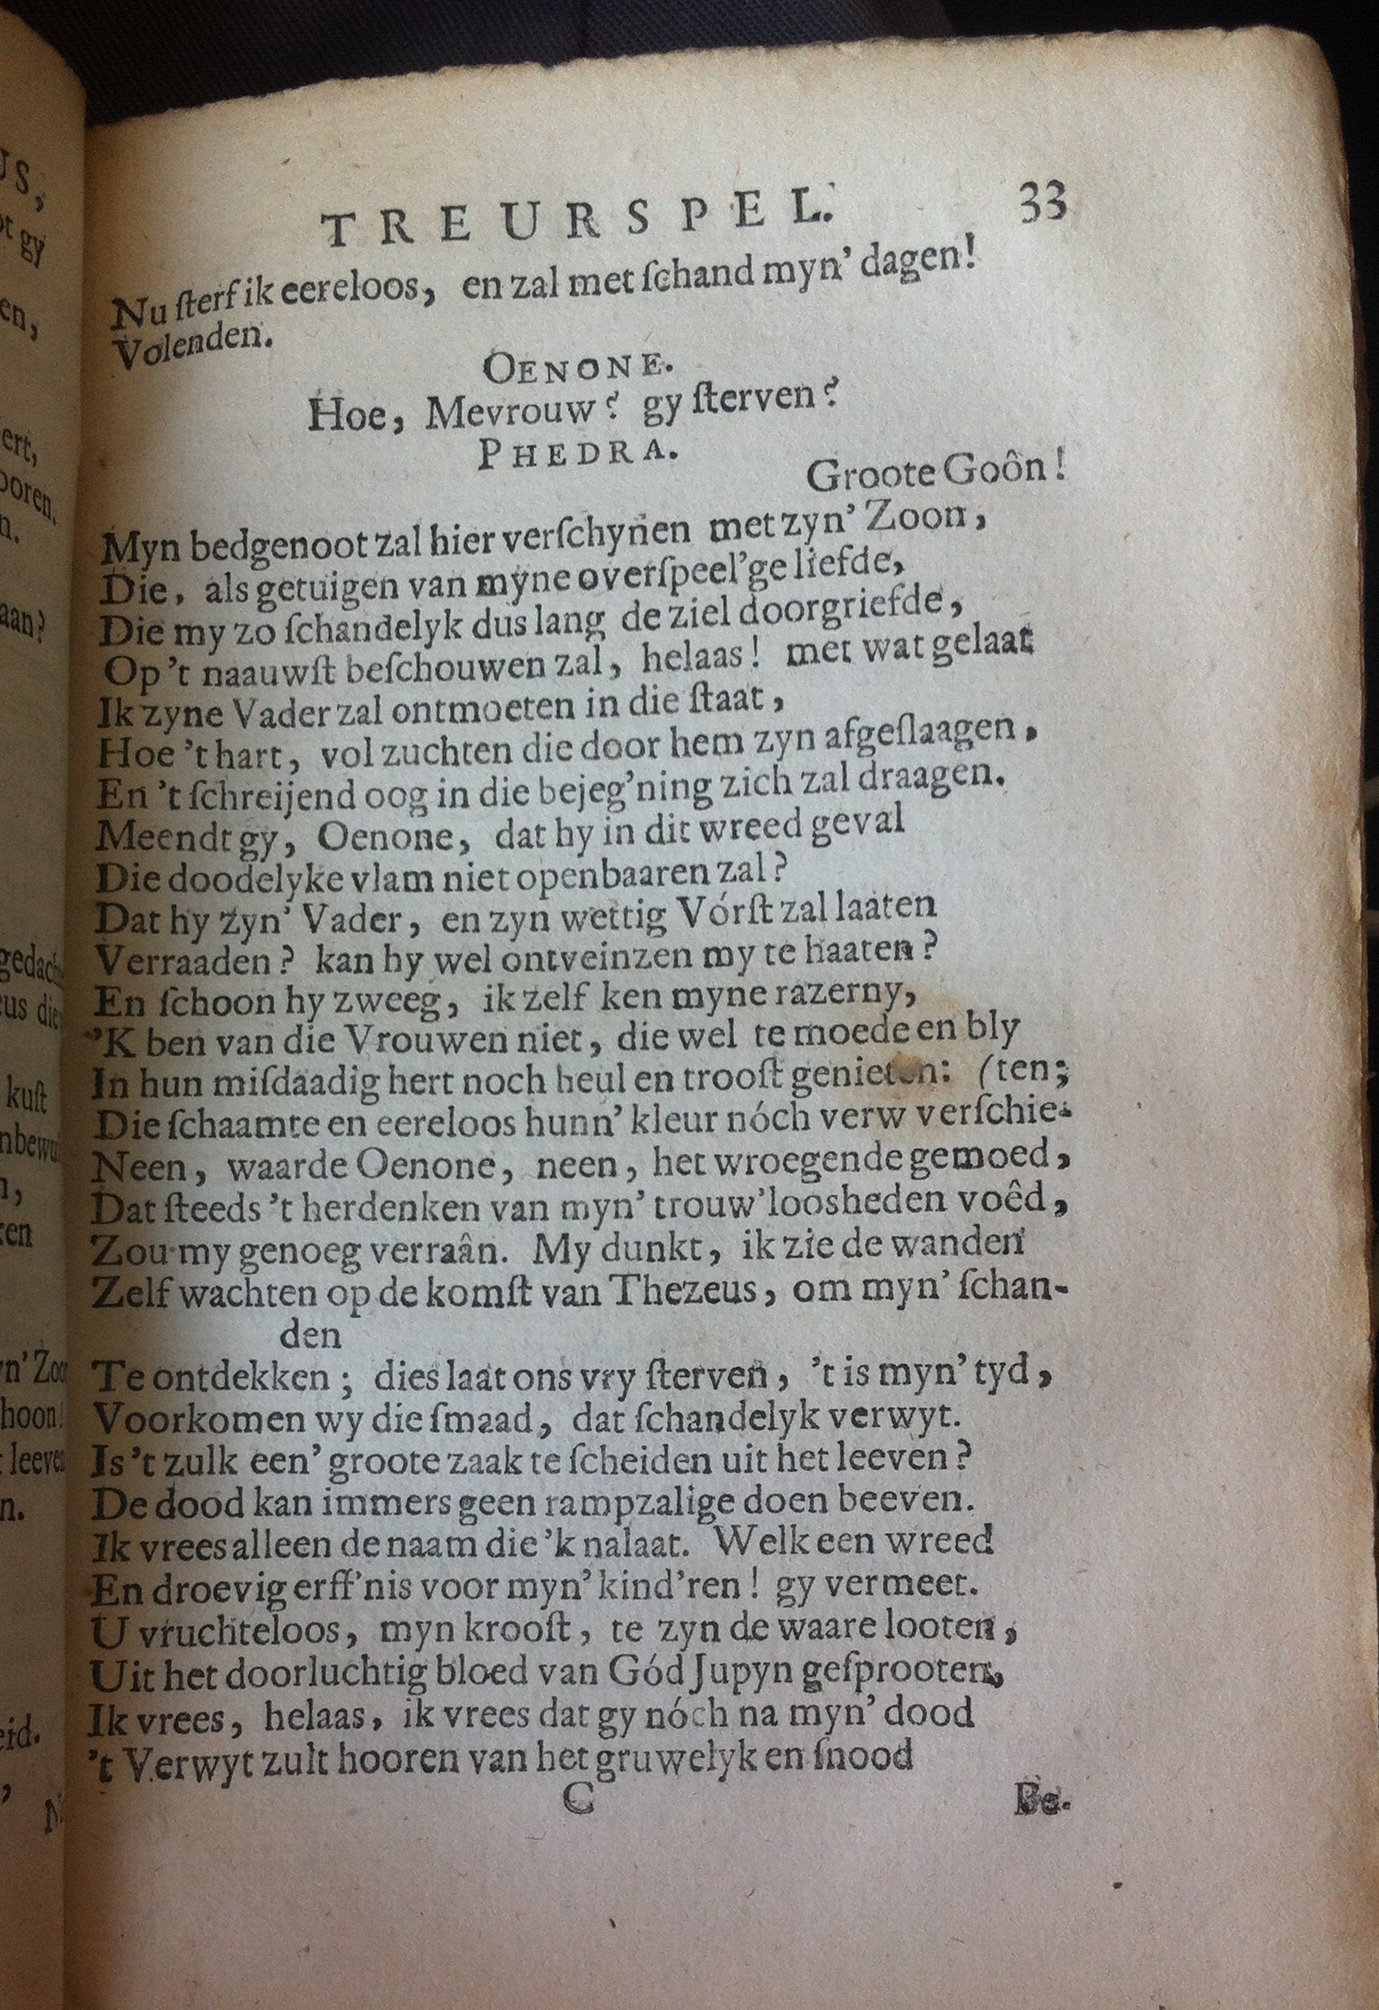 TREURSPEL. 33
Nu ſterf ik eereloos, en zal met ſchand myn' dagen!
Volenden.
OENONE.
Hoe, Mevrouw? gy ſterven?
PHEDRA.
Groote Goôn!
Myn bedgenoot zal hier verſchynen met zyn' Zoon,
Die, als getuigen van myne overſpeel'ge liefde,
Die my zo ſchandelyk dus lang de ziel doorgriefde,
Op 't naauwſt beſchouwen zal, helaas! met wat gelaat
Ik zyne Vader zal ontmoeten in die ſtaat,
Hoe 't hart, vol zuchten die door hem zyn afgeſlaagen,
En 't ſchreijend oog in die bejeg'ning zich zal draagen.
Meendt gy, Oenone, dat hy in dit wreed geval
Die doodelyke vlam niet openbaaren zal?
Dat hy zyn' Vader, en zyn wettig Vórſt zal laaten
Verraaden? kan hy wel ontveinzen my te haaten?
En ſchoon hy zweeg, ik zelf ken myne razerny,
'K ben van die Vrouwen niet, die wel te moede en bly
In hun miſdaadig hert noch heul en trooſt genieten: (ten;
Die ſchaamte en eereloos hunn' kleur nóch verw verſchie-
Neen, waarde Oenone, neen, het wroegende gemoed,
Dat ſteeds 't herdenken van myn' trouw'loosheden voêd,
Zou my genoeg verraân. My dunkt, ik zie de wanden
Zelf wachten op de komſt van Thezeus, om myn' ſchan-
den
Te ontdekken; dies laat ons vry ſterven, 't is myn' tyd,
Voorkomen wy die ſmaad, dat ſchandelyk verwyt.
Is 't zulk een' groote zaak te ſcheiden uit het leeven?
De dood kan immers geen rampzalige doen beeven.
Ik vrees alleen de naam die 'k nalaat. Welk een wreed
En droevig erff'nis voor myn' kind'ren! gy vermeet.
U vruchteloos, myn krooſt, te zyn de waare looten,
Uit het doorluchtig bloed van Gód Jupyn geſprooten,
Ik vrees, helaas, ik vrees dat gy nóch na myn' dood
't Verwyt zult hooren van het gruwelyk en ſnood
C Be-